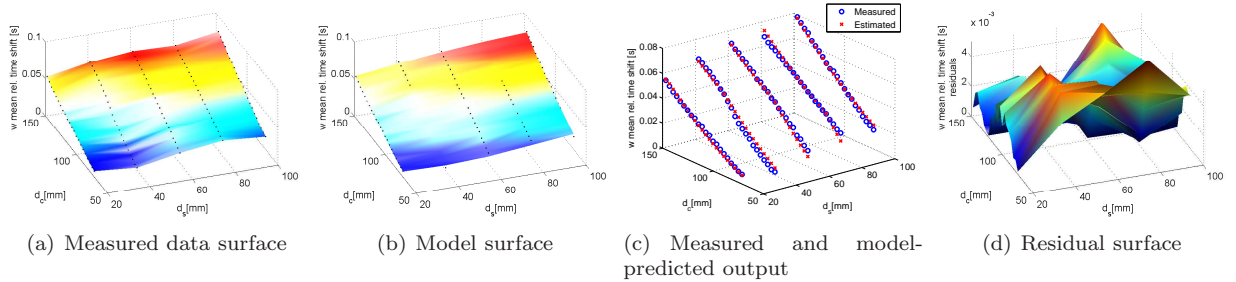 w mean rel. time shift [s]
0.1
0.05
0
150
100
50
d_c[mm]
20
40
60
80
100
d_s[mm]
(a) Measured data surface
w mean rel. time shift [s]
0.1
0.05
0
150
100
50
d_c[mm]
20
40
60
80
100
d_s[mm]
(b) Model surface
Measured
Estimated
w mean rel. time shift [s]
0.08
0.06
0.04
0.02
0
150
100
50
d_c[mm]
20
40
60
80
100
d_s[mm]
(c) Measured and model-
predicted output
x 10^-3
w mean rel. time shift [s]
residuals
4
2
0
150
100
50
d_c[mm]
20
40
60
80
100
d_s[mm]
(d) Residual surface